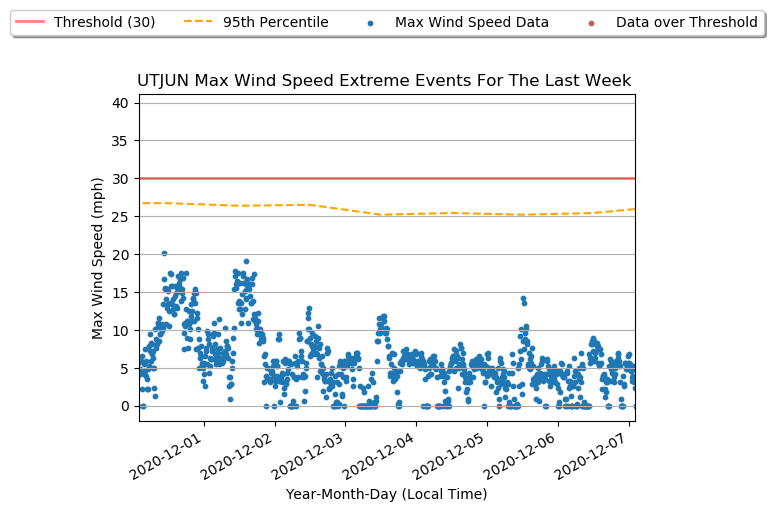 Threshold (30) 95th Percentile Max Wind Speed Data Data over Threshold
UTJUN Max Wind Speed Extreme Events For The Last Week
40
35
30
25
20
15
10
5
0
Max Wind Speed (mph)
2020-12-01 2020-12-02 2020-12-03 2020-12-04 2020-12-05 2020-12-06 2020-12-07
Year-Month-Day (Local Time)